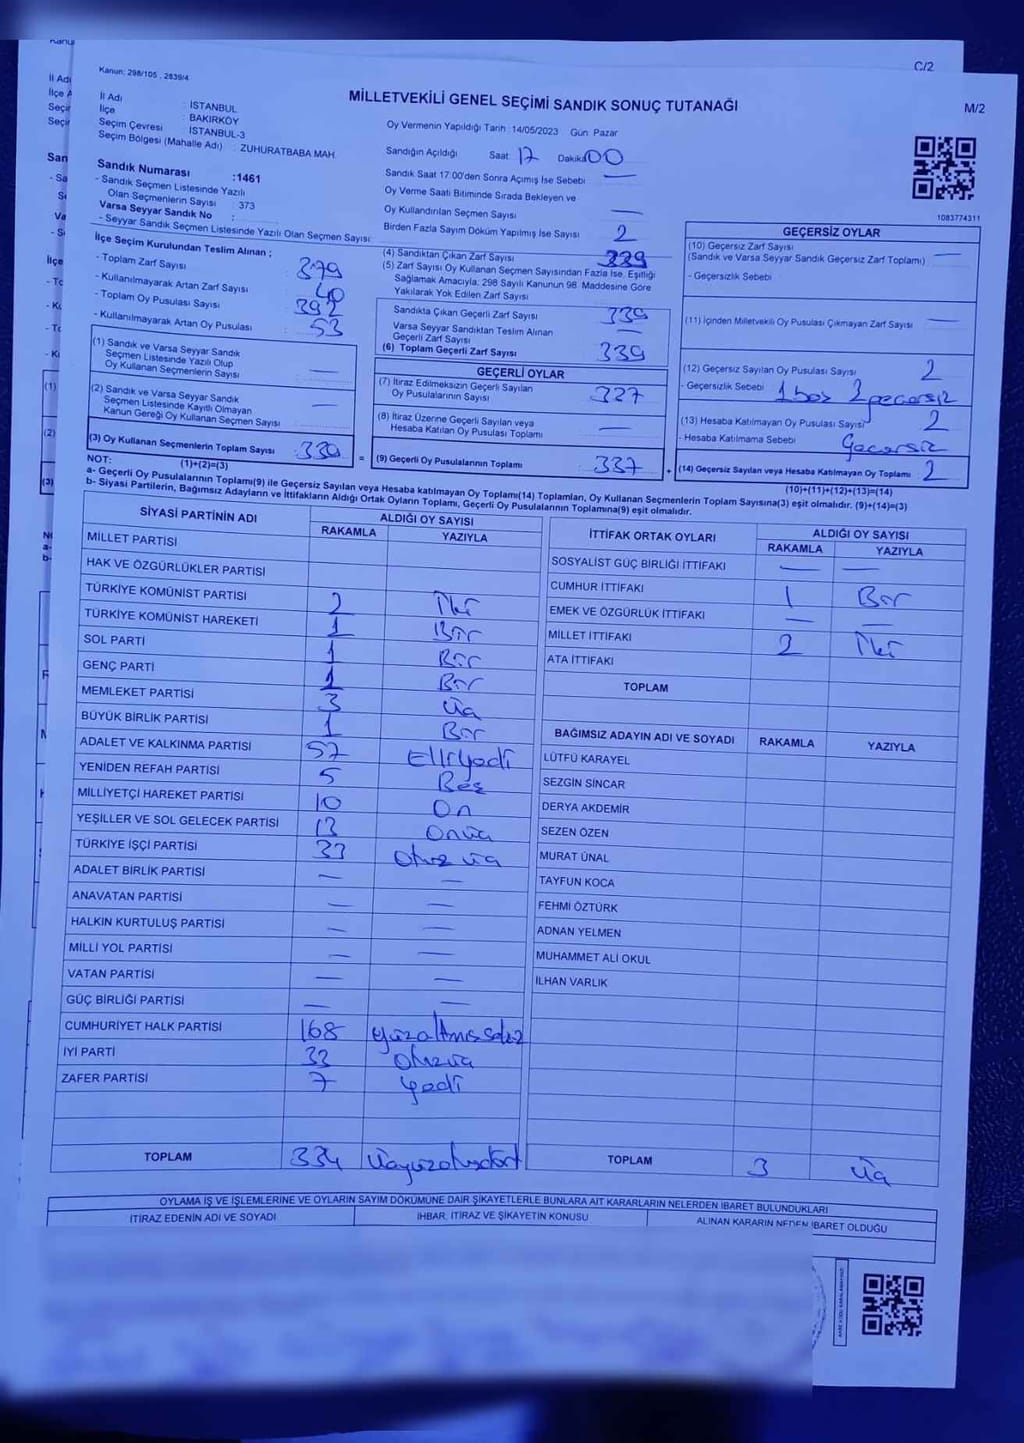 C/2
Kanun: 298/105 , 2839/4
MİLLETVEKİLİ GENEL SEÇİMİ SANDIK SONUÇ TUTANAĞI
M/2
İl Adı : İSTANBUL
İlçe : BAKIRKÖY
Seçim Çevresi : İSTANBUL-3
Seçim Bölgesi (Mahalle Adı) : ZUHURATBABA MAH.
Sandık Numarası :1461
- Sandık Seçmen Listesinde Yazılı
Olan Seçmenlerin Sayısı : 373
Varsa Seyyar Sandık No :
- Seyyar Sandık Seçmen Listesinde Yazılı Olan Seçmen Sayısı
İlçe Seçim Kurulundan Teslim Alınan ;
- Toplam Zarf Sayısı : 379
- Kullanılmayarak Artan Zarf Sayısı : 40
- Toplam Oy Pusulası Sayısı : 392
- Kullanılmayarak Artan Oy Pusulası : 53
(1) Sandık ve Varsa Seyyar Sandık
Seçmen Listesinde Yazılı Olup
Oy Kullanan Seçmenlerin Sayısı : —
(2) Sandık ve Varsa Seyyar Sandık
Seçmen Listesinde Kayıtlı Olmayan
Kanun Gereği Oy Kullanan Seçmen Sayısı : —
(3) Oy Kullanan Seçmenlerin Toplam Sayısı : 339
(1)+(2)=(3)
Oy Vermenin Yapıldığı Tarih :14/05/2023 Gün: Pazar
Sandığın Açıldığı Saat: 17 Dakika: 00
Sandık Saat 17:00'den Sonra Açımış İse Sebebi : —
Oy Verme Saati Bitiminde Sırada Bekleyen ve
Oy Kullandırılan Seçmen Sayısı : —
Birden Fazla Sayım Döküm Yapılmış İse Sayısı : 2
(4) Sandıktan Çıkan Zarf Sayısı : 339
(5) Zarf Sayısı Oy Kullanan Seçmen Sayısından Fazla İse, Eşitliği
Sağlamak Amacıyla; 298 Sayılı Kanunun 98. Maddesine Göre
Yakılarak Yok Edilen Zarf Sayısı :
Sandıkta Çıkan Geçerli Zarf Sayısı : 339
Varsa Seyyar Sandıktan Teslim Alınan
Geçerli Zarf Sayısı : —
(6) Toplam Geçerli Zarf Sayısı : 339
GEÇERLİ OYLAR
(7) İtiraz Edilmeksizin Geçerli Sayılan
Oy Pusulalarının Sayısı : 327
(8) İtiraz Üzerine Geçerli Sayılan veya
Hesaba Katılan Oy Pusulası Toplamı : —
= (9) Geçerli Oy Pusulalarının Toplamı : 337
1083774311
GEÇERSİZ OYLAR
(10) Geçersiz Zarf Sayısı
(Sandık ve Varsa Seyyar Sandık Geçersiz Zarf Toplamı) : —
- Geçersizlik Sebebi :
(11) İçinden Milletvekili Oy Pusulası Çıkmayan Zarf Sayısı : —
(12) Geçersiz Sayılan Oy Pusulası Sayısı : 2
- Geçersizlik Sebebi :
(13) Hesaba Katılmayan Oy Pusulası Sayısı : 2
- Hesaba Katılmama Sebebi : Geçersiz
+ (14) Geçersiz Sayılan veya Hesaba Katılmayan Oy Toplamı : 2
(10)+(11)+(12)+(13)=(14)
NOT:
a- Geçerli Oy Pusulalarının Toplamı(9) ile Geçersiz Sayılan veya Hesaba katılmayan Oy Toplamı(14) Toplamları, Oy Kullanan Seçmenlerin Toplam Sayısına(3) eşit olmalıdır. (9)+(14)=(3)
b- Siyasi Partilerin, Bağımsız Adayların ve İttifakların Aldığı Ortak Oyların Toplamı, Geçerli Oy Pusulalarının Toplamına(9) eşit olmalıdır.
SİYASİ PARTİNİN ADI ALDIĞI OY SAYISI
RAKAMLA YAZIYLA
MİLLET PARTİSİ
HAK VE ÖZGÜRLÜKLER PARTİSİ
TÜRKİYE KOMÜNİST PARTİSİ 2 İki
TÜRKİYE KOMÜNİST HAREKETİ 1 Bir
SOL PARTİ 1 Bir
GENÇ PARTİ 1 Bir
MEMLEKET PARTİSİ 3 Üç
BÜYÜK BİRLİK PARTİSİ 1 Bir
ADALET VE KALKINMA PARTİSİ 57 Elliyedi
YENİDEN REFAH PARTİSİ 5 Beş
MİLLİYETÇİ HAREKET PARTİSİ 10 On
YEŞİLLER VE SOL GELECEK PARTİSİ 13 Onüç
TÜRKİYE İŞÇİ PARTİSİ 33 Otuz üç
ADALET BİRLİK PARTİSİ — —
ANAVATAN PARTİSİ — —
HALKIN KURTULUŞ PARTİSİ — —
MİLLİ YOL PARTİSİ — —
VATAN PARTİSİ — —
GÜÇ BİRLİĞİ PARTİSİ — —
CUMHURİYET HALK PARTİSİ 168 Yüzaltmışsekiz
İYİ PARTİ 33 Otuzüç
ZAFER PARTİSİ 7 Yedi
TOPLAM 334 Üçyüzotuzdört
İTTİFAK ORTAK OYLARI ALDIĞI OY SAYISI
RAKAMLA YAZIYLA
SOSYALİST GÜÇ BİRLİĞİ İTTİFAKI — —
CUMHUR İTTİFAKI 1 Bir
EMEK VE ÖZGÜRLÜK İTTİFAKI — —
MİLLET İTTİFAKI 2 İki
ATA İTTİFAKI
TOPLAM
BAĞIMSIZ ADAYIN ADI VE SOYADI RAKAMLA YAZIYLA
LÜTFÜ KARAYEL
SEZGİN SİNCAR
DERYA AKDEMİR
SEZEN ÖZEN
MURAT ÜNAL
TAYFUN KOCA
FEHMİ ÖZTÜRK
ADNAN YELMEN
MUHAMMET ALİ OKUL
İLHAN VARLIK
TOPLAM 3 Üç
OYLAMA İŞ VE İŞLEMLERİNE VE OYLARIN SAYIM DÖKÜMÜNE DAİR ŞİKAYETLERLE BUNLARA AİT KARARLARIN NELERDEN İBARET BULUNDUKLARI
İTİRAZ EDENİN ADI VE SOYADI İHBAR, İTİRAZ VE ŞİKAYETİN KONUSU ALINAN KARARIN NEDEN İBARET OLDUĞU